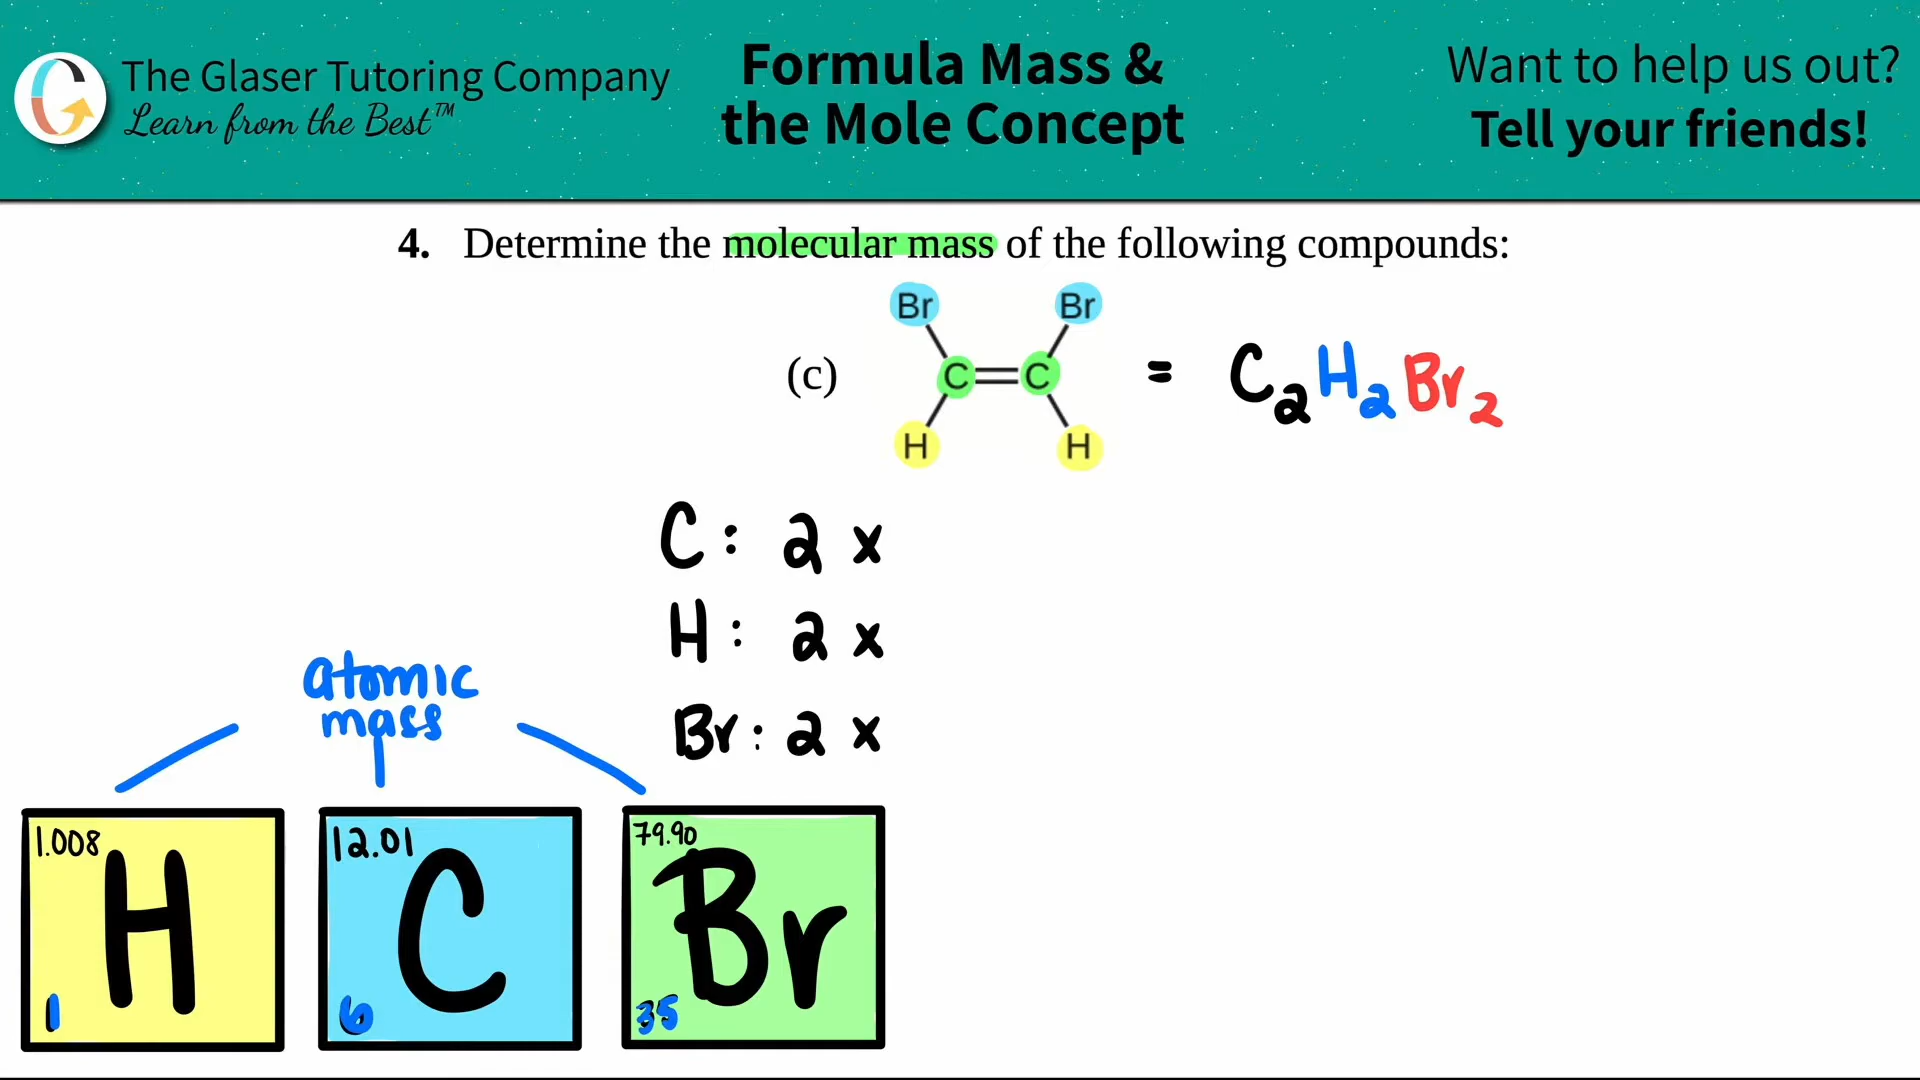 The Glaser Tutoring Company
Learn from the Best™
Formula Mass &
the Mole Concept
Want to help us out?
Tell your friends!
4. Determine the molecular mass of the following compounds:
Br Br
(c) C C = C₂H₂Br₂
H H
C: 2 x
H: 2 x
Br: 2 x
atomic
mass
1.008
H
1
12.01
C
6
79.90
Br
35